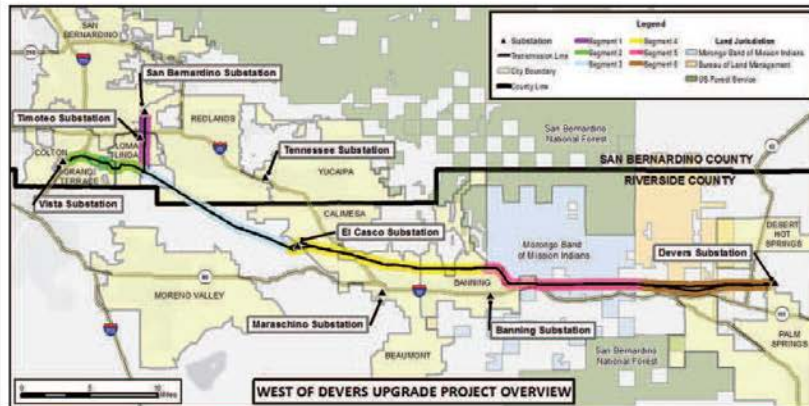 SAN
BERNARDINO
San Bernardino Substation
Timoteo Substation
REDLANDS
LOMA
LINDA
COLTON
GRAND
TERRACE
Tennessee Substation
YUCAIPA
Vista Substation
CALIMESA
El Casco Substation
MORENO VALLEY
Maraschino Substation
BEAUMONT
BANNING
Banning Substation
Morongo Band
of Mission Indians
San Bernardino
National Forest
SAN BERNARDINO COUNTY
RIVERSIDE COUNTY
DESERT
HOT
SPRINGS
Devers Substation
PALM
SPRINGS
San Bernardino
National Forest
Legend
Substation
Transmission Line
City Boundary
County Line
Segment 1
Segment 2
Segment 3
Segment 4
Segment 5
Segment 6
Land Jurisdiction
Morongo Band of Mission Indians
Bureau of Land Management
US Forest Service
0
10
Miles
WEST OF DEVERS UPGRADE PROJECT OVERVIEW